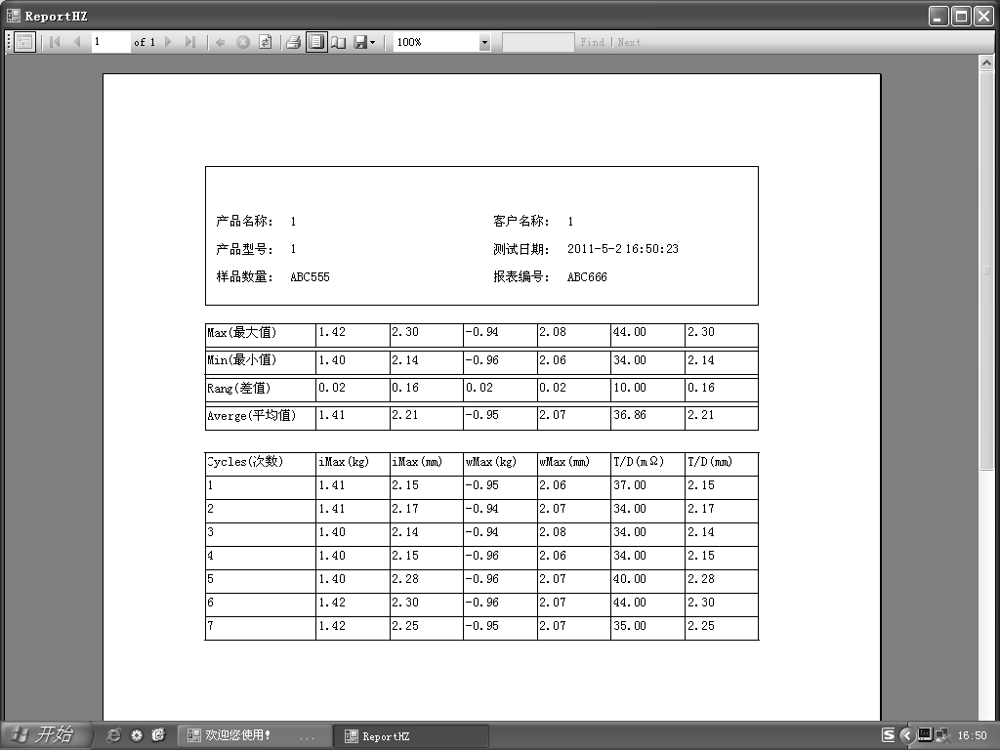 ReportHZ
1 of 1 100% Find | Next
产品名称： 1 客户名称： 1
产品型号： 1 测试日期： 2011-5-2 16:50:23
样品数量： ABC555 报表编号： ABC666
Max(最大值) 1.42 2.30 -0.94 2.08 44.00 2.30
Min(最小值) 1.40 2.14 -0.96 2.06 34.00 2.14
Rang(差值) 0.02 0.16 0.02 0.02 10.00 0.16
Averge(平均值) 1.41 2.21 -0.95 2.07 36.86 2.21
Cycles(次数) iMax(kg) iMax(mm) wMax(kg) wMax(mm) T/D(mΩ) T/D(mm)
1 1.41 2.15 -0.95 2.06 37.00 2.15
2 1.41 2.17 -0.94 2.07 34.00 2.17
3 1.40 2.14 -0.94 2.08 34.00 2.14
4 1.40 2.15 -0.96 2.06 34.00 2.15
5 1.40 2.28 -0.96 2.07 40.00 2.28
6 1.42 2.30 -0.96 2.07 44.00 2.30
7 1.42 2.25 -0.95 2.07 35.00 2.25
开始 欢迎您使用! ... ReportHZ S 16:50